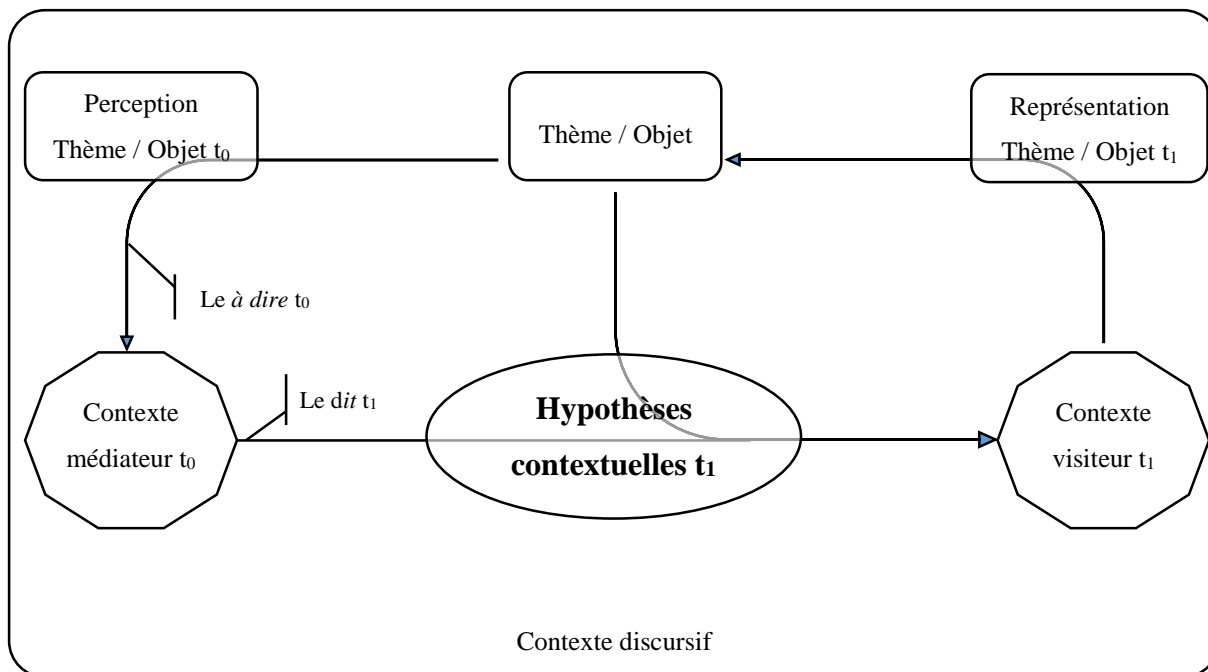 Perception
Thème / Objet t₀
Thème / Objet
Représentation
Thème / Objet t₁
Le à dire t₀
Le dit t₁
Contexte
médiateur t₀
Hypothèses
contextuelles t₁
Contexte
visiteur t₁
Contexte discursif